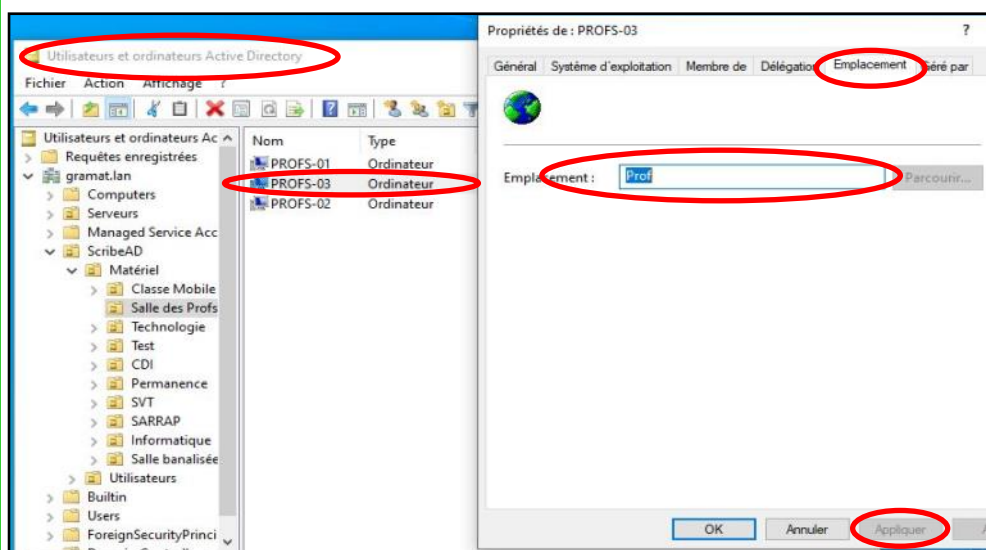 Utilisateurs et ordinateurs Active Directory
Fichier Action Affichage ?
Utilisateurs et ordinateurs Ac
Requêtes enregistrées
gramat.lan
Computers
Serveurs
Managed Service Acc
ScribeAD
Matériel
Classe Mobile
Salle des Profs
Technologie
Test
CDI
Permanence
SVT
SARRAP
Informatique
Salle banalisée
Utilisateurs
Builtin
Users
ForeignSecurityPrinci
Nom Type
PROFS-01 Ordinateur
PROFS-03 Ordinateur
PROFS-02 Ordinateur
Propriétés de : PROFS-03 ?
Général Système d'exploitation Membre de Délégation Emplacement Géré par
Emplacement : Prof Parcourir...
OK Annuler Appliquer